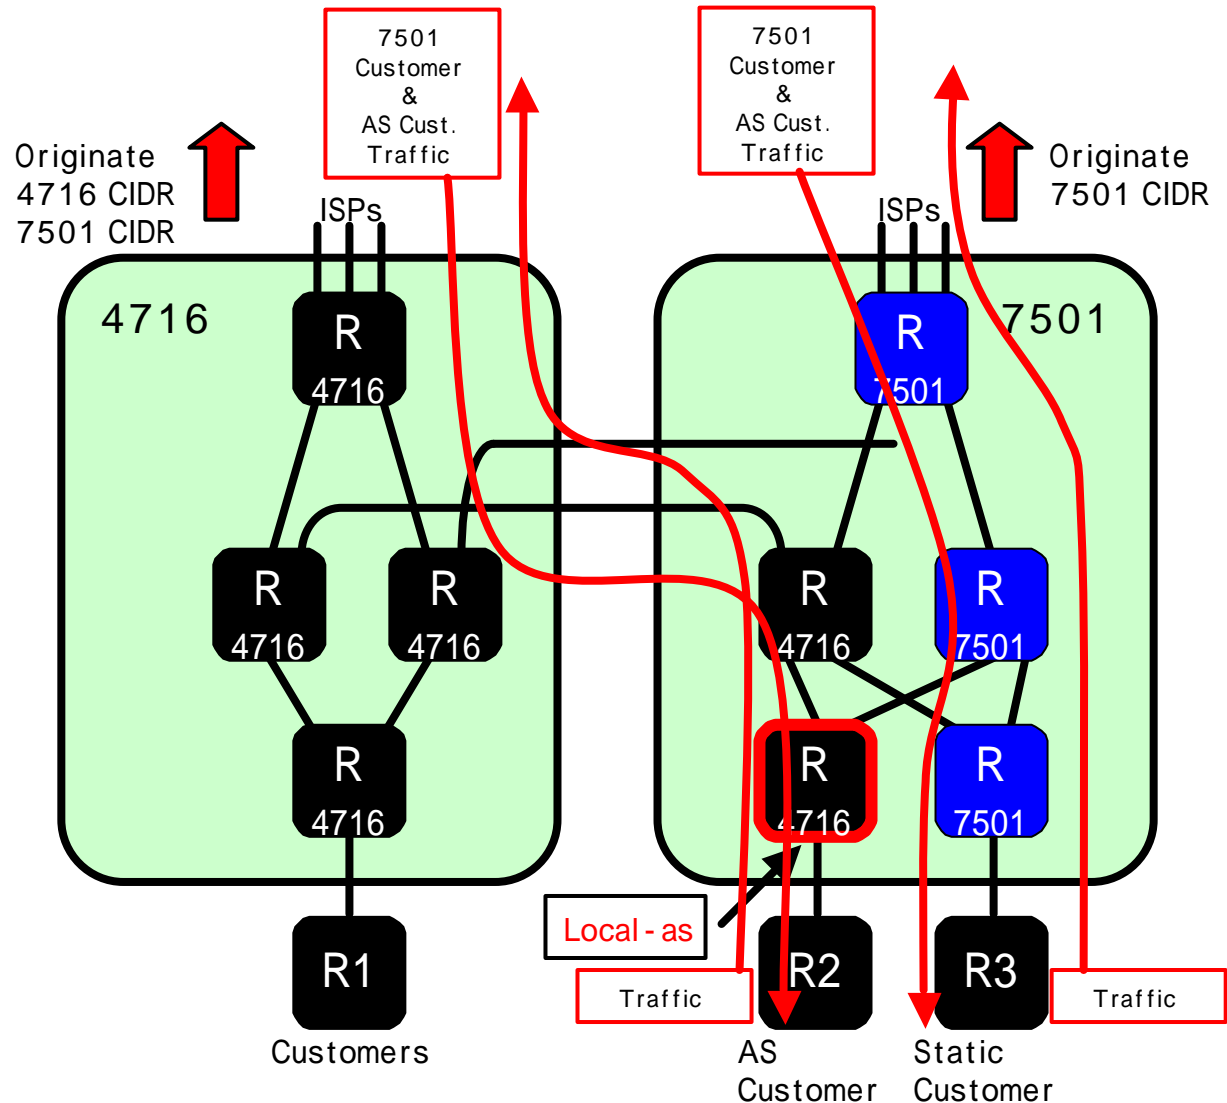 7501
Customer
&
AS Cust.
Traffic
7501
Customer
&
AS Cust.
Traffic
Originate
4716 CIDR
7501 CIDR
ISPs
ISPs
Originate
7501 CIDR
4716
7501
R
4716
R
7501
R
4716
R
4716
R
4716
R
7501
R
4716
R
4716
R
7501
Local-as
R1
R2
R3
Traffic
Traffic
Customers
AS
Customer
Static
Customer